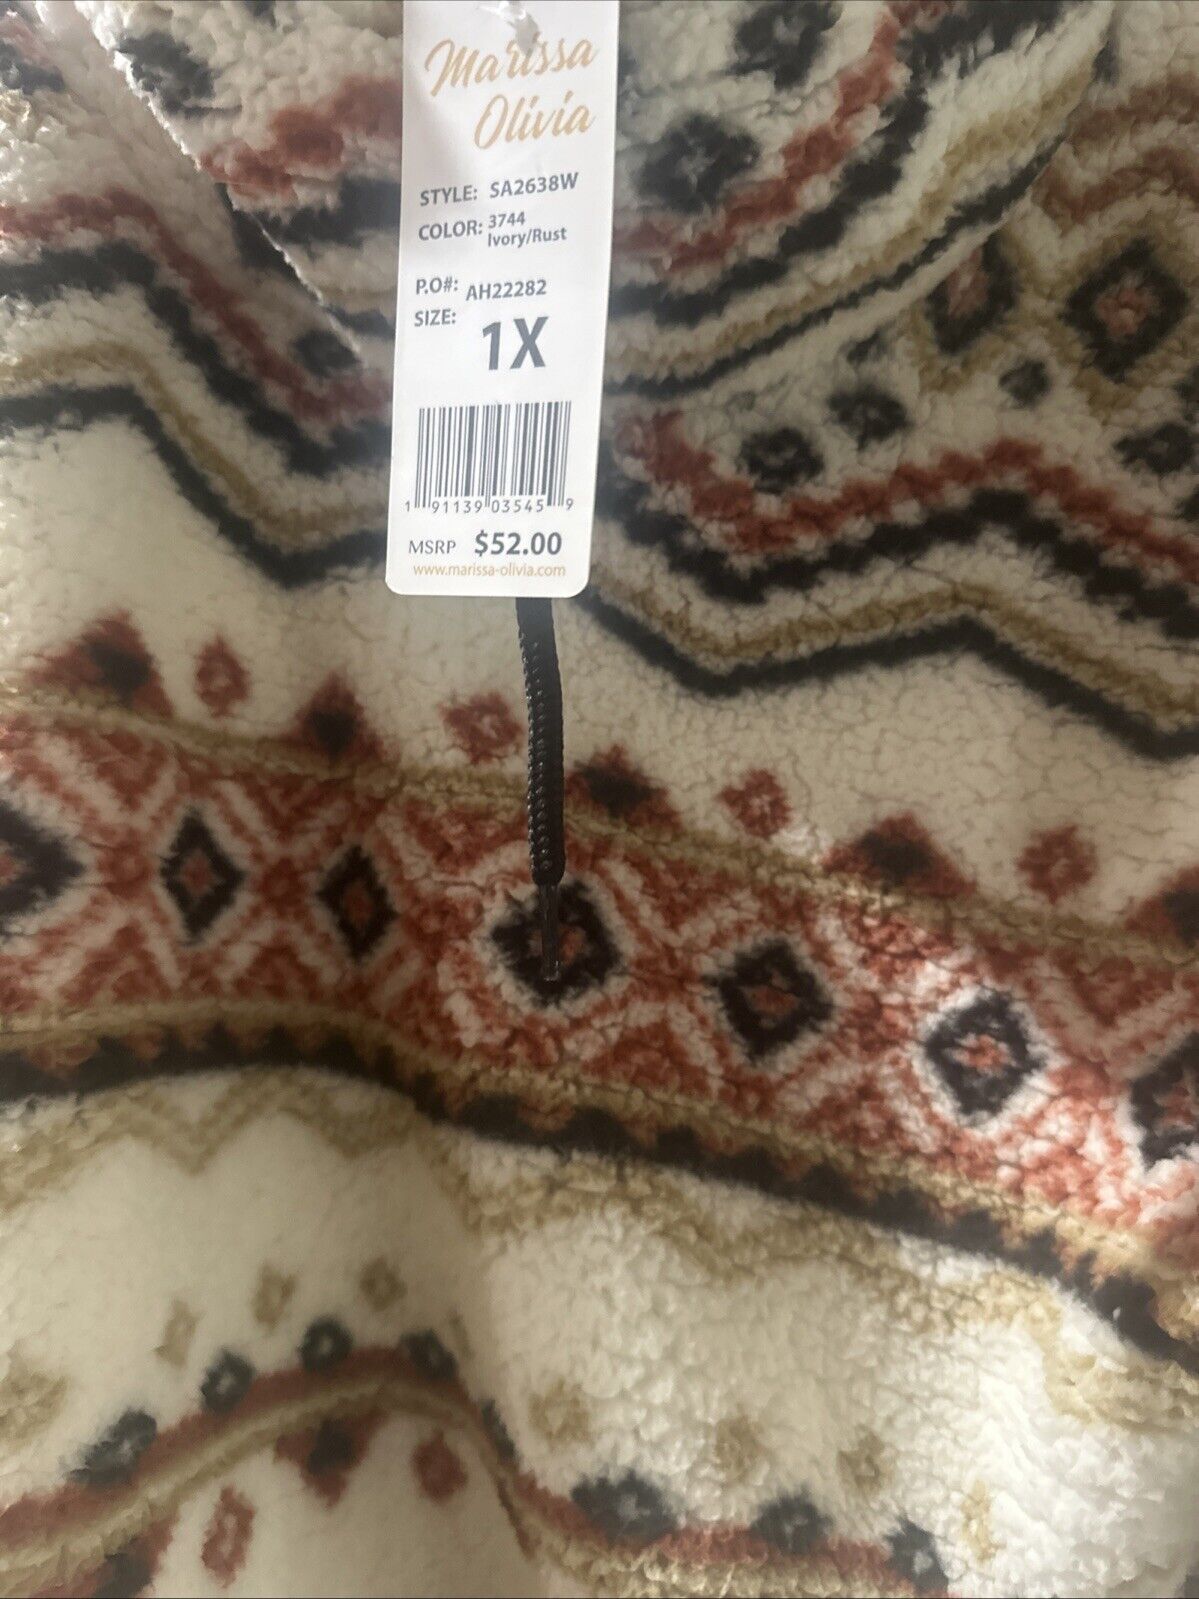 Marissa
Olivia
STYLE: SA2638W
COLOR: 3744
Ivory/Rust
P.O#: AH22282
SIZE:
1X
1 91139 03545 9
MSRP $52.00
www.marissa-olivia.com